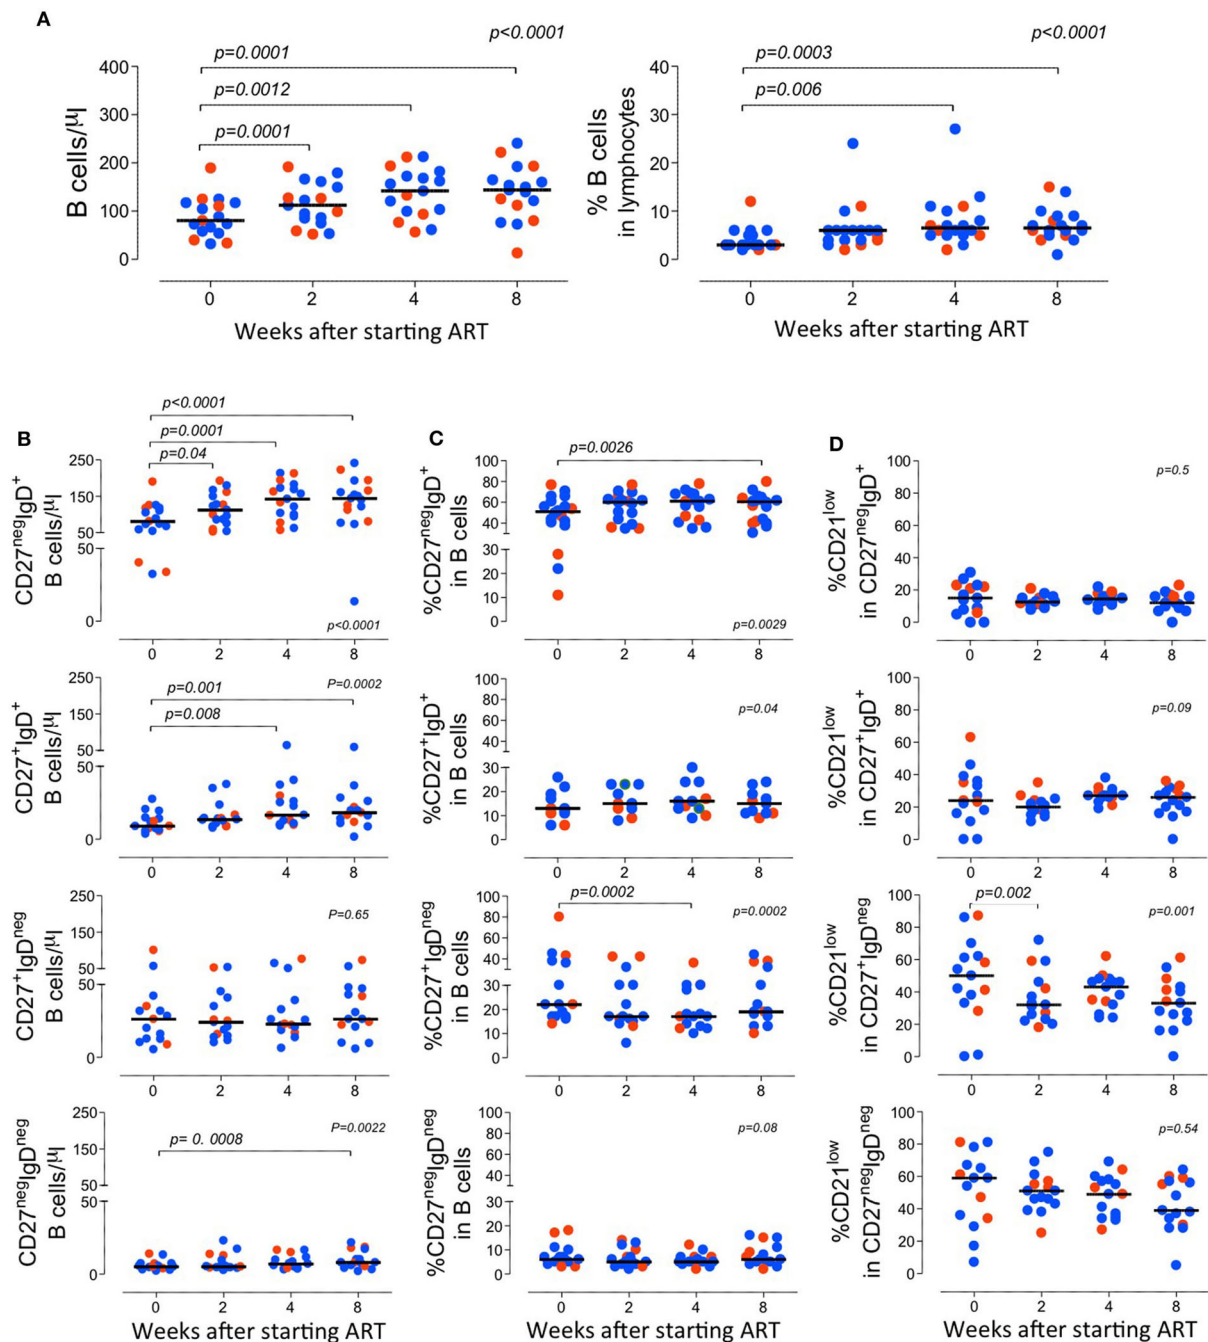 A
p<0.0001
p=0.0001
p=0.0012
p=0.0001
B cells/µl
400
300
200
100
0
0 2 4 8
Weeks after starting ART
p<0.0001
p=0.0003
p=0.006
% B cells
in lymphocytes
40
30
20
10
0
0 2 4 8
Weeks after starting ART
B
p<0.0001
p=0.0001
p=0.04
CD27negIgD+
B cells/µl
250
150
50
50
0
p<0.0001
0 2 4 8
C
p=0.0026
%CD27negIgD+
in B cells
100
80
60
40
30
20
10
0
p=0.0029
0 2 4 8
D
p=0.5
%CD21low
in CD27negIgD+
100
80
60
40
20
0
0 2 4 8
P=0.0002
p=0.001
p=0.008
CD27+IgD+
B cells/µl
250
150
50
50
0
0 2 4 8
p=0.04
%CD27+IgD+
in B cells
100
80
60
40
30
20
10
0
0 2 4 8
p=0.09
%CD21low
in CD27+IgD+
100
80
60
40
20
0
0 2 4 8
P=0.65
CD27+IgDneg
B cells/µl
250
150
50
50
0
0 2 4 8
p=0.0002
p=0.0002
%CD27+IgDneg
in B cells
100
80
60
40
30
20
10
0
0 2 4 8
p=0.002
p=0.001
%CD21low
in CD27+IgDneg
100
80
60
40
20
0
0 2 4 8
P=0.0022
p= 0. 0008
CD27negIgDneg
B cells/µl
250
150
50
50
0
0 2 4 8
Weeks after starting ART
p=0.08
%CD27negIgDneg
in B cells
100
80
60
40
30
20
10
0
0 2 4 8
Weeks after starting ART
p=0.54
%CD21low
in CD27negIgDneg
100
80
60
40
20
0
0 2 4 8
Weeks after starting ART